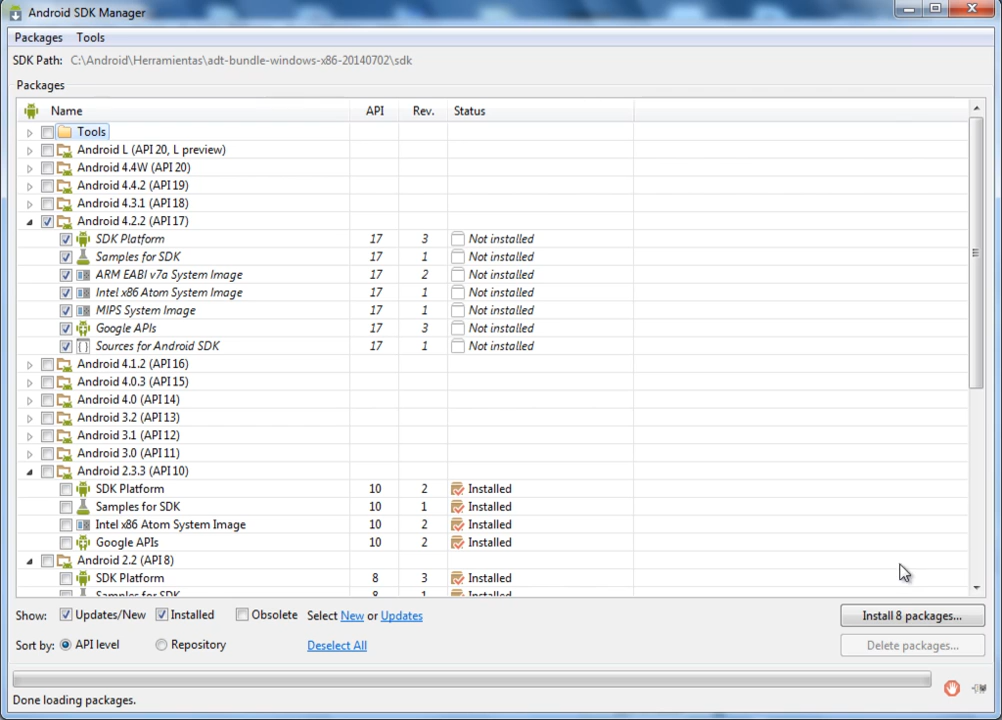 Android SDK Manager
Packages Tools
SDK Path: C:\Android\Herramientas\adt-bundle-windows-x86-20140702\sdk
Packages
Name API Rev. Status
Tools
Android L (API 20, L preview)
Android 4.4W (API 20)
Android 4.4.2 (API 19)
Android 4.3.1 (API 18)
Android 4.2.2 (API 17)
SDK Platform 17 3 Not installed
Samples for SDK 17 1 Not installed
ARM EABI v7a System Image 17 2 Not installed
Intel x86 Atom System Image 17 1 Not installed
MIPS System Image 17 1 Not installed
Google APIs 17 3 Not installed
Sources for Android SDK 17 1 Not installed
Android 4.1.2 (API 16)
Android 4.0.3 (API 15)
Android 4.0 (API 14)
Android 3.2 (API 13)
Android 3.1 (API 12)
Android 3.0 (API 11)
Android 2.3.3 (API 10)
SDK Platform 10 2 Installed
Samples for SDK 10 1 Installed
Intel x86 Atom System Image 10 2 Installed
Google APIs 10 2 Installed
Android 2.2 (API 8)
SDK Platform 8 3 Installed
Samples for SDK 8 1 Installed
Show: Updates/New Installed Obsolete Select New or Updates Install 8 packages...
Sort by: API level Repository Deselect All Delete packages...
Done loading packages.